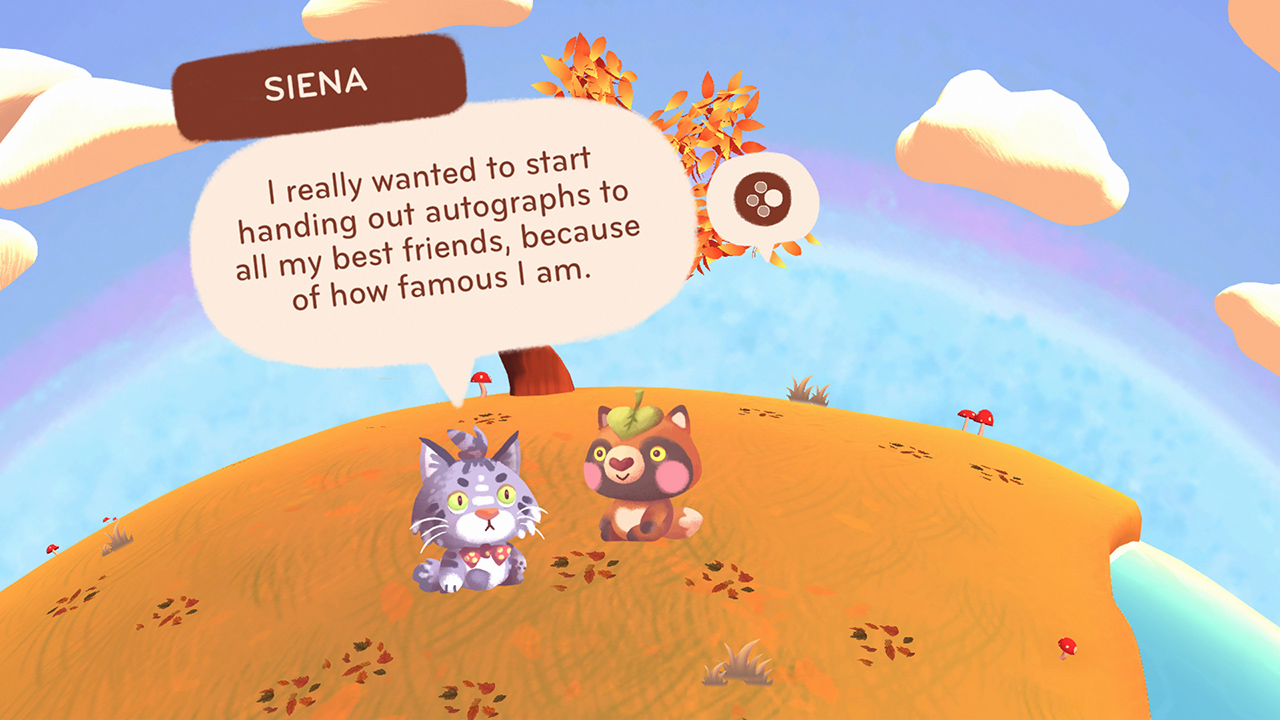 SIENA
I really wanted to start
handing out autographs to
all my best friends, because
of how famous I am.